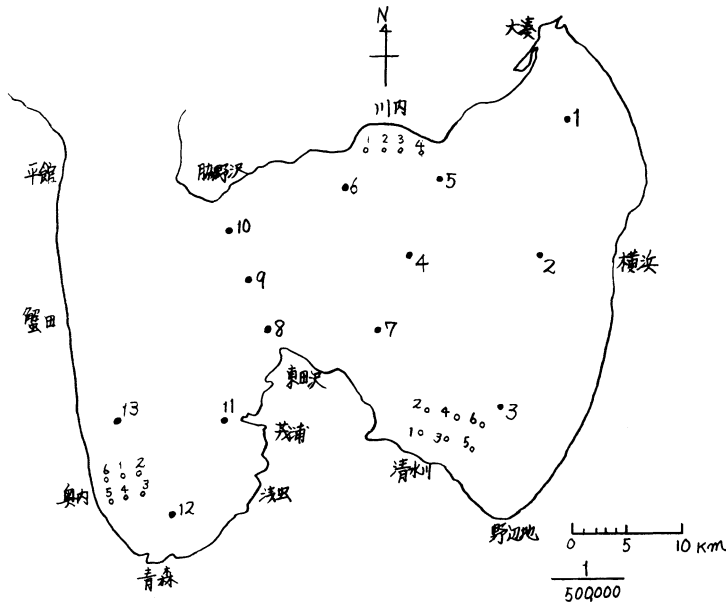 N
大湊
川内
1
1 2 3 4
平舘
脇野沢
5
6
10
4
2
横浜
9
蟹田
8
7
東田沢
13
11
茂浦
3
2 4 6
1 3 5
清水川
6 1 2
5 4 3
奥内
浅虫
12
野辺地
青森
0 5 10 Km
1
500,000